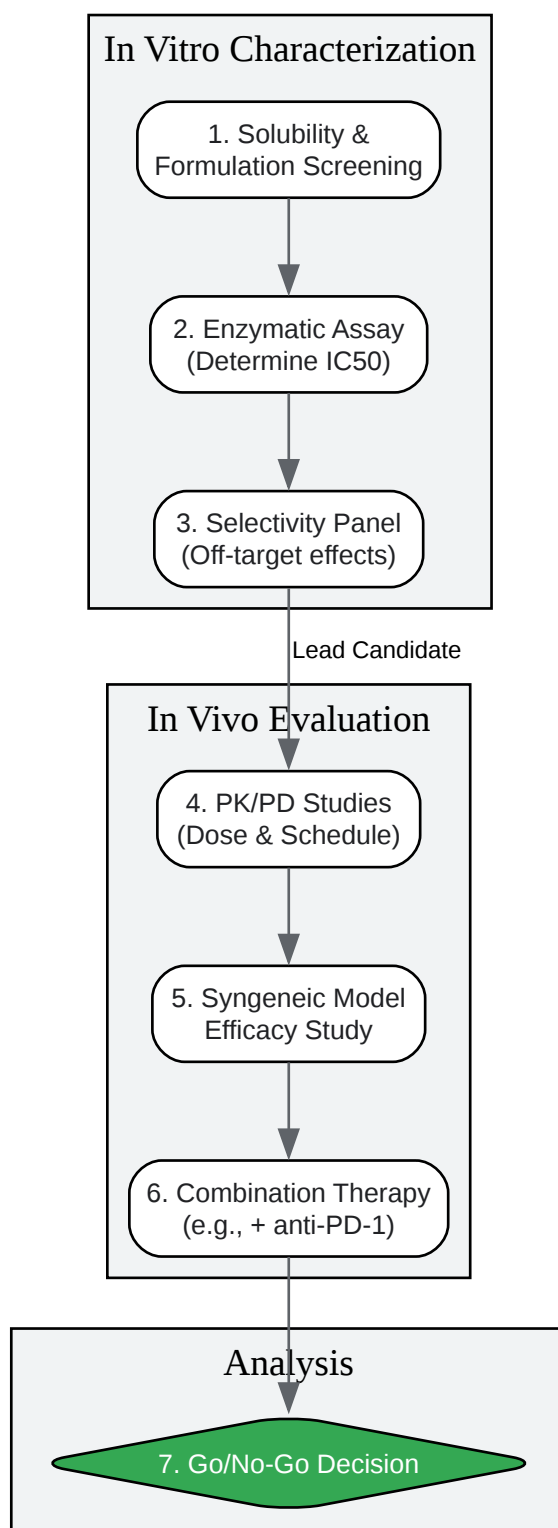 In Vitro Characterization
1. Solubility &
Formulation Screening
2. Enzymatic Assay
(Determine IC50)
3. Selectivity Panel
(Off-target effects)
Lead Candidate
In Vivo Evaluation
4. PK/PD Studies
(Dose & Schedule)
5. Syngeneic Model
Efficacy Study
6. Combination Therapy
(e.g., + anti-PD-1)
Analysis
7. Go/No-Go Decision